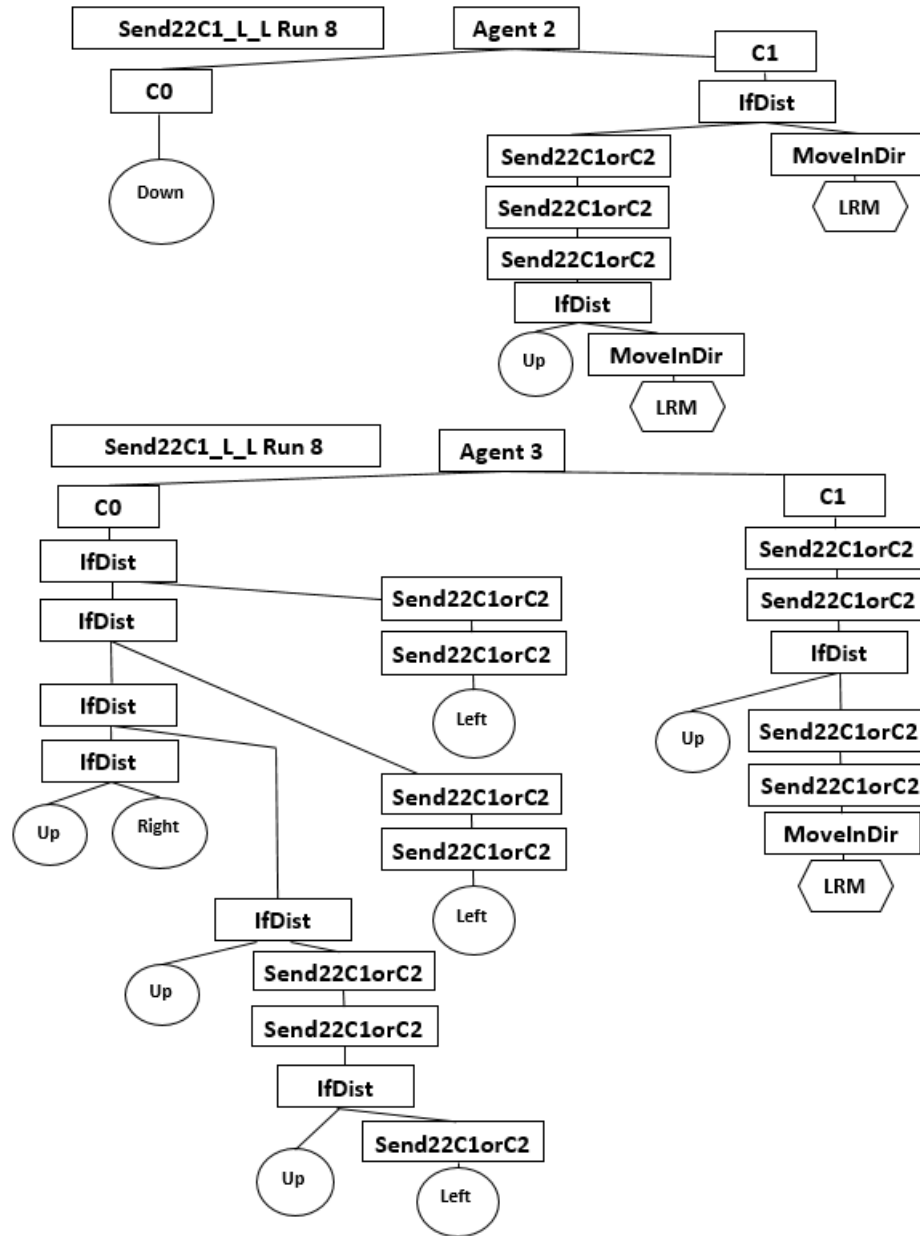 Send22C1_L_L Run 8
Agent 2
C1
C0
IfDist
Send22C1orC2
MoveInDir
Down
Send22C1orC2
LRM
Send22C1orC2
IfDist
Up
MoveInDir
LRM
Send22C1_L_L Run 8
Agent 3
C0
C1
IfDist
Send22C1orC2
Send22C1orC2
Send22C1orC2
IfDist
Send22C1orC2
IfDist
IfDist
Left
Up
Send22C1orC2
IfDist
Send22C1orC2
Send22C1orC2
Up
Right
Send22C1orC2
MoveInDir
LRM
IfDist
Left
Up
Send22C1orC2
Send22C1orC2
IfDist
Send22C1orC2
Up
Left